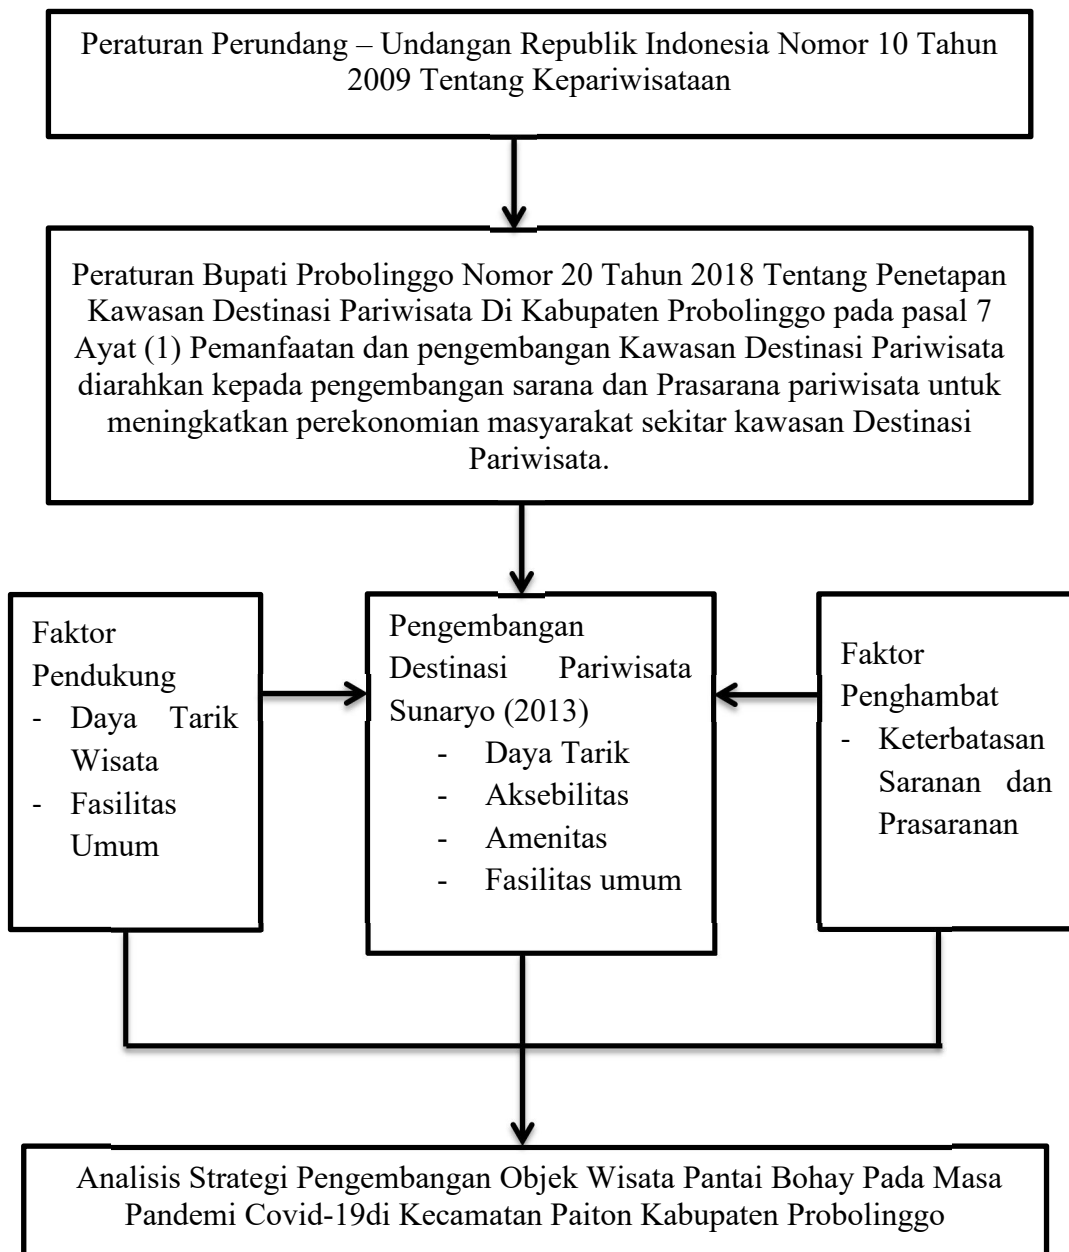 Peraturan Perundang – Undangan Republik Indonesia Nomor 10 Tahun
2009 Tentang Kepariwisataan
Peraturan Bupati Probolinggo Nomor 20 Tahun 2018 Tentang Penetapan
Kawasan Destinasi Pariwisata Di Kabupaten Probolinggo pada pasal 7
Ayat (1) Pemanfaatan dan pengembangan Kawasan Destinasi Pariwisata
diarahkan kepada pengembangan sarana dan Prasarana pariwisata untuk
meningkatkan perekonomian masyarakat sekitar kawasan Destinasi
Pariwisata.
Faktor
Pendukung
- Daya Tarik
Wisata
- Fasilitas
Umum
Pengembangan
Destinasi Pariwisata
Sunaryo (2013)
- Daya Tarik
- Aksebilitas
- Amenitas
- Fasilitas umum
Faktor
Penghambat
- Keterbatasan
Saranan dan
Prasaranan
Analisis Strategi Pengembangan Objek Wisata Pantai Bohay Pada Masa
Pandemi Covid-19di Kecamatan Paiton Kabupaten Probolinggo